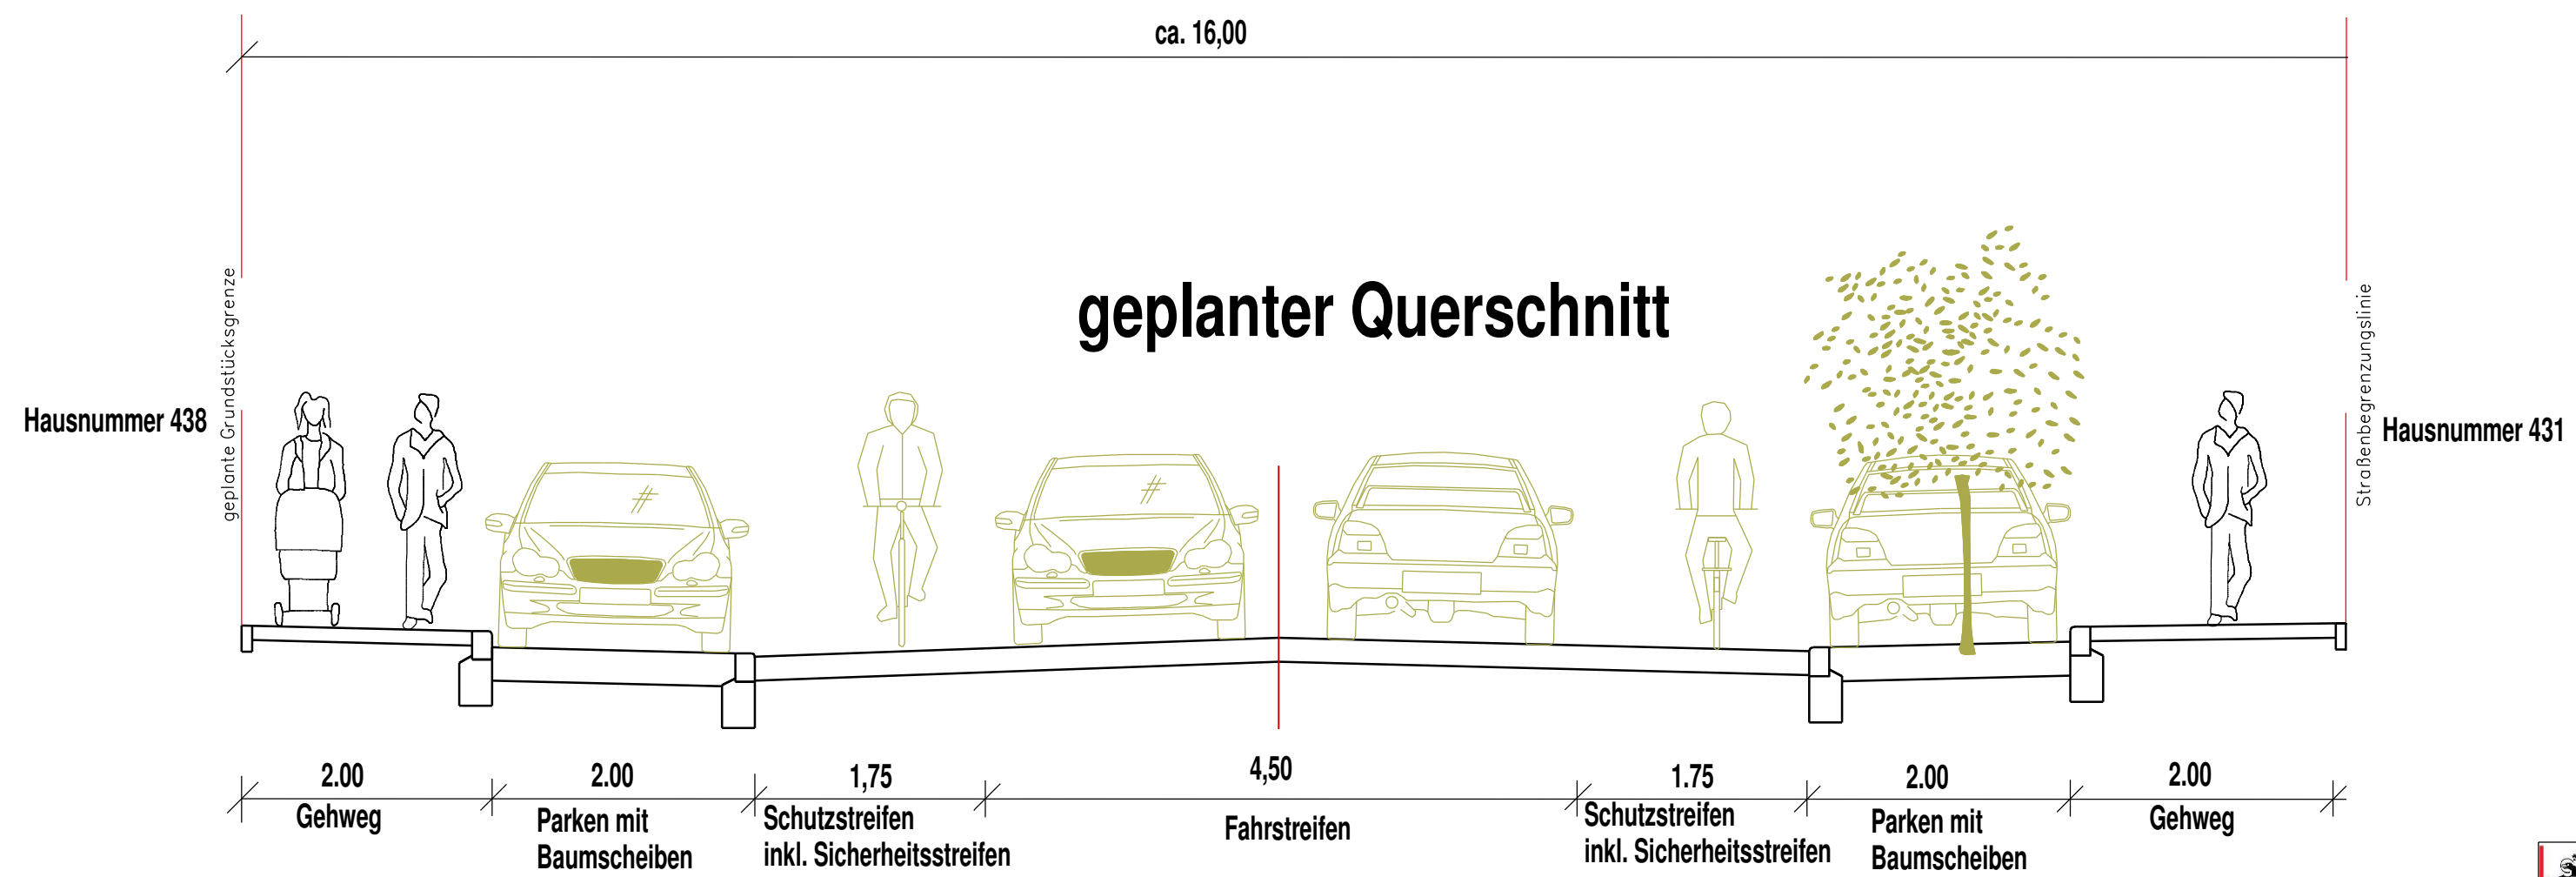 ca. 16,00
geplanter Querschnitt
geplante Grundstücksgrenze
Straßenbegrenzungslinie
Hausnummer 438
Hausnummer 431
2.00
2.00
1,75
4,50
1.75
2.00
2.00
Gehweg
Parken mit
Baumscheiben
Schutzstreifen
inkl. Sicherheitsstreifen
Fahrstreifen
Schutzstreifen
inkl. Sicherheitsstreifen
Parken mit
Baumscheiben
Gehweg